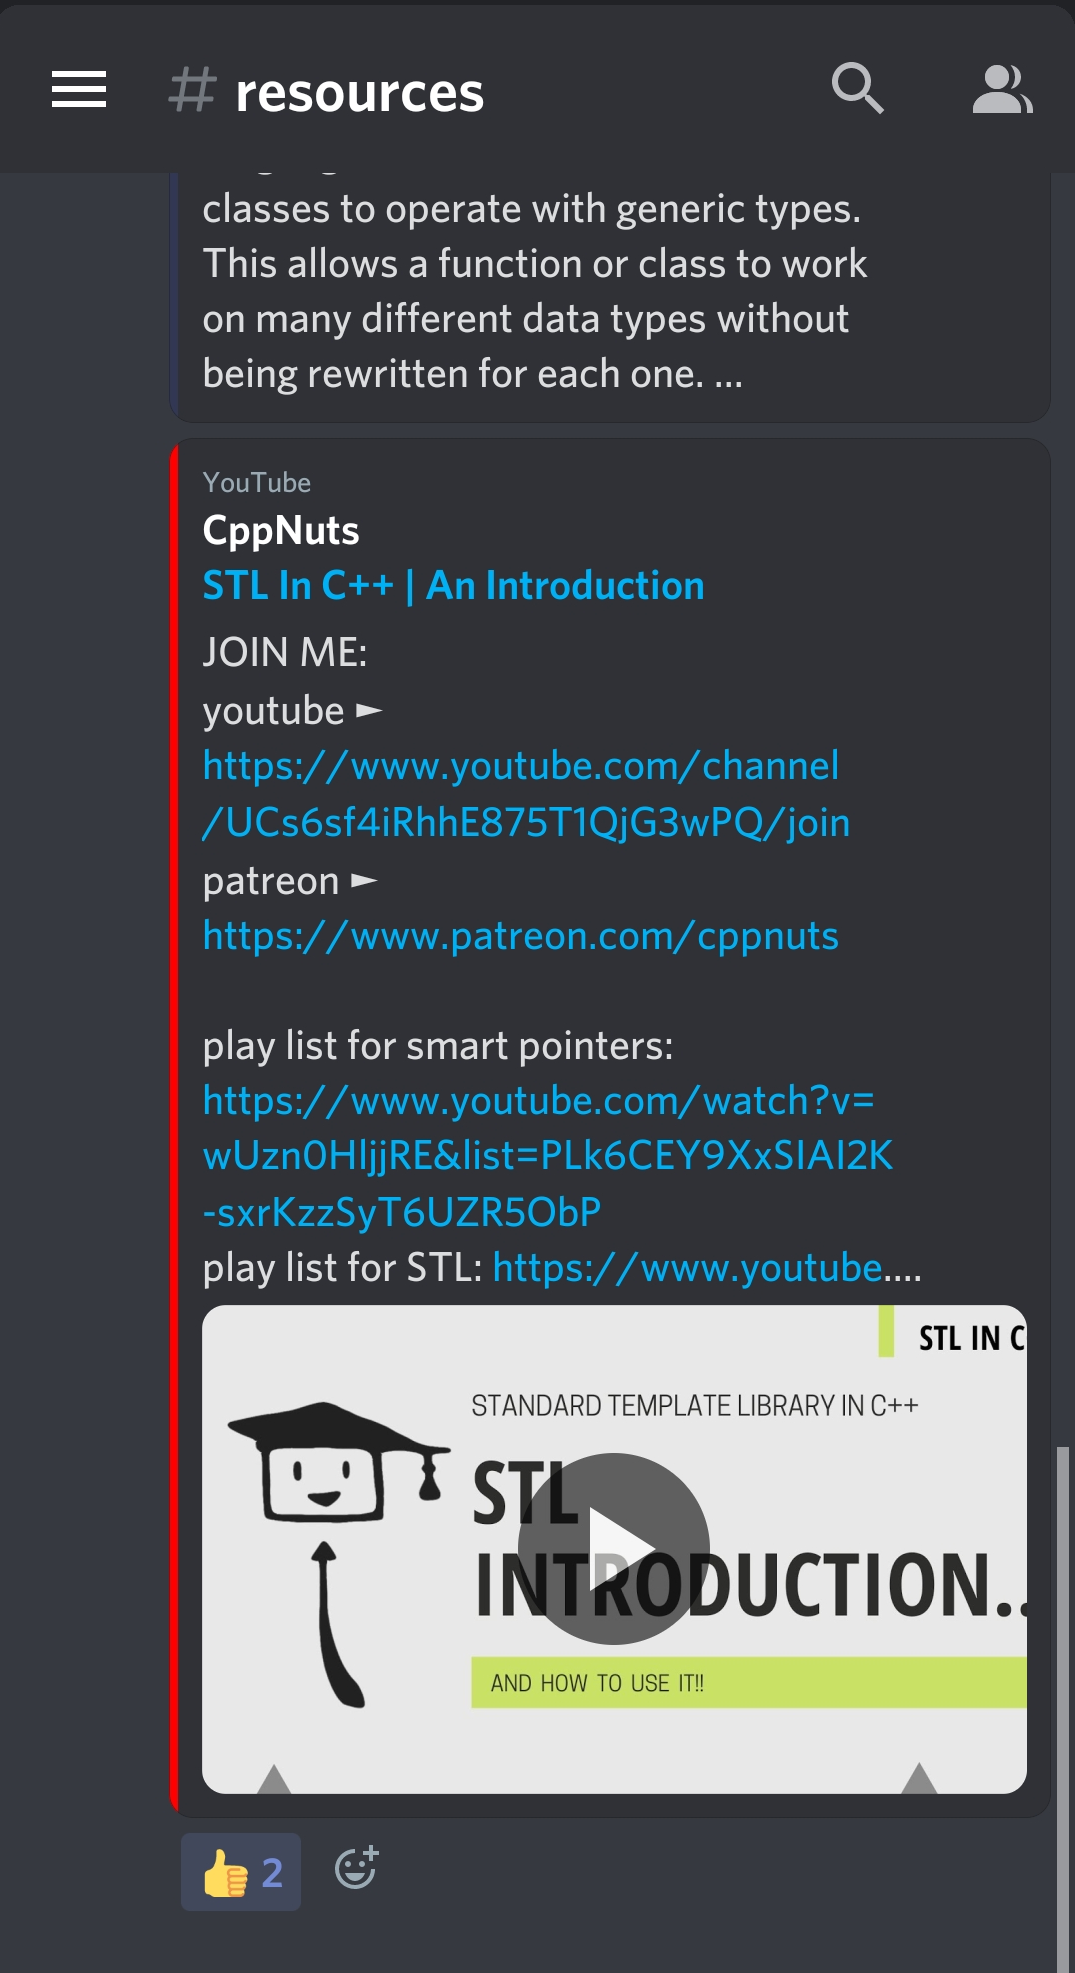 # resources
classes to operate with generic types.
This allows a function or class to work
on many different data types without
being rewritten for each one. ...
YouTube
CppNuts
STL In C++ | An Introduction
JOIN ME:
youtube ►
https://www.youtube.com/channel
/UCs6sf4iRhhE875T1QjG3wPQ/join
patreon ►
https://www.patreon.com/cppnuts
play list for smart pointers:
https://www.youtube.com/watch?v=
wUzn0HljjRE&list=PLk6CEY9XxSIAI2K
-sxrKzzSyT6UZR5ObP
play list for STL: https://www.youtube....
STL IN C
STANDARD TEMPLATE LIBRARY IN C++
STL
INTRODUCTION..
AND HOW TO USE IT!!
👍 2